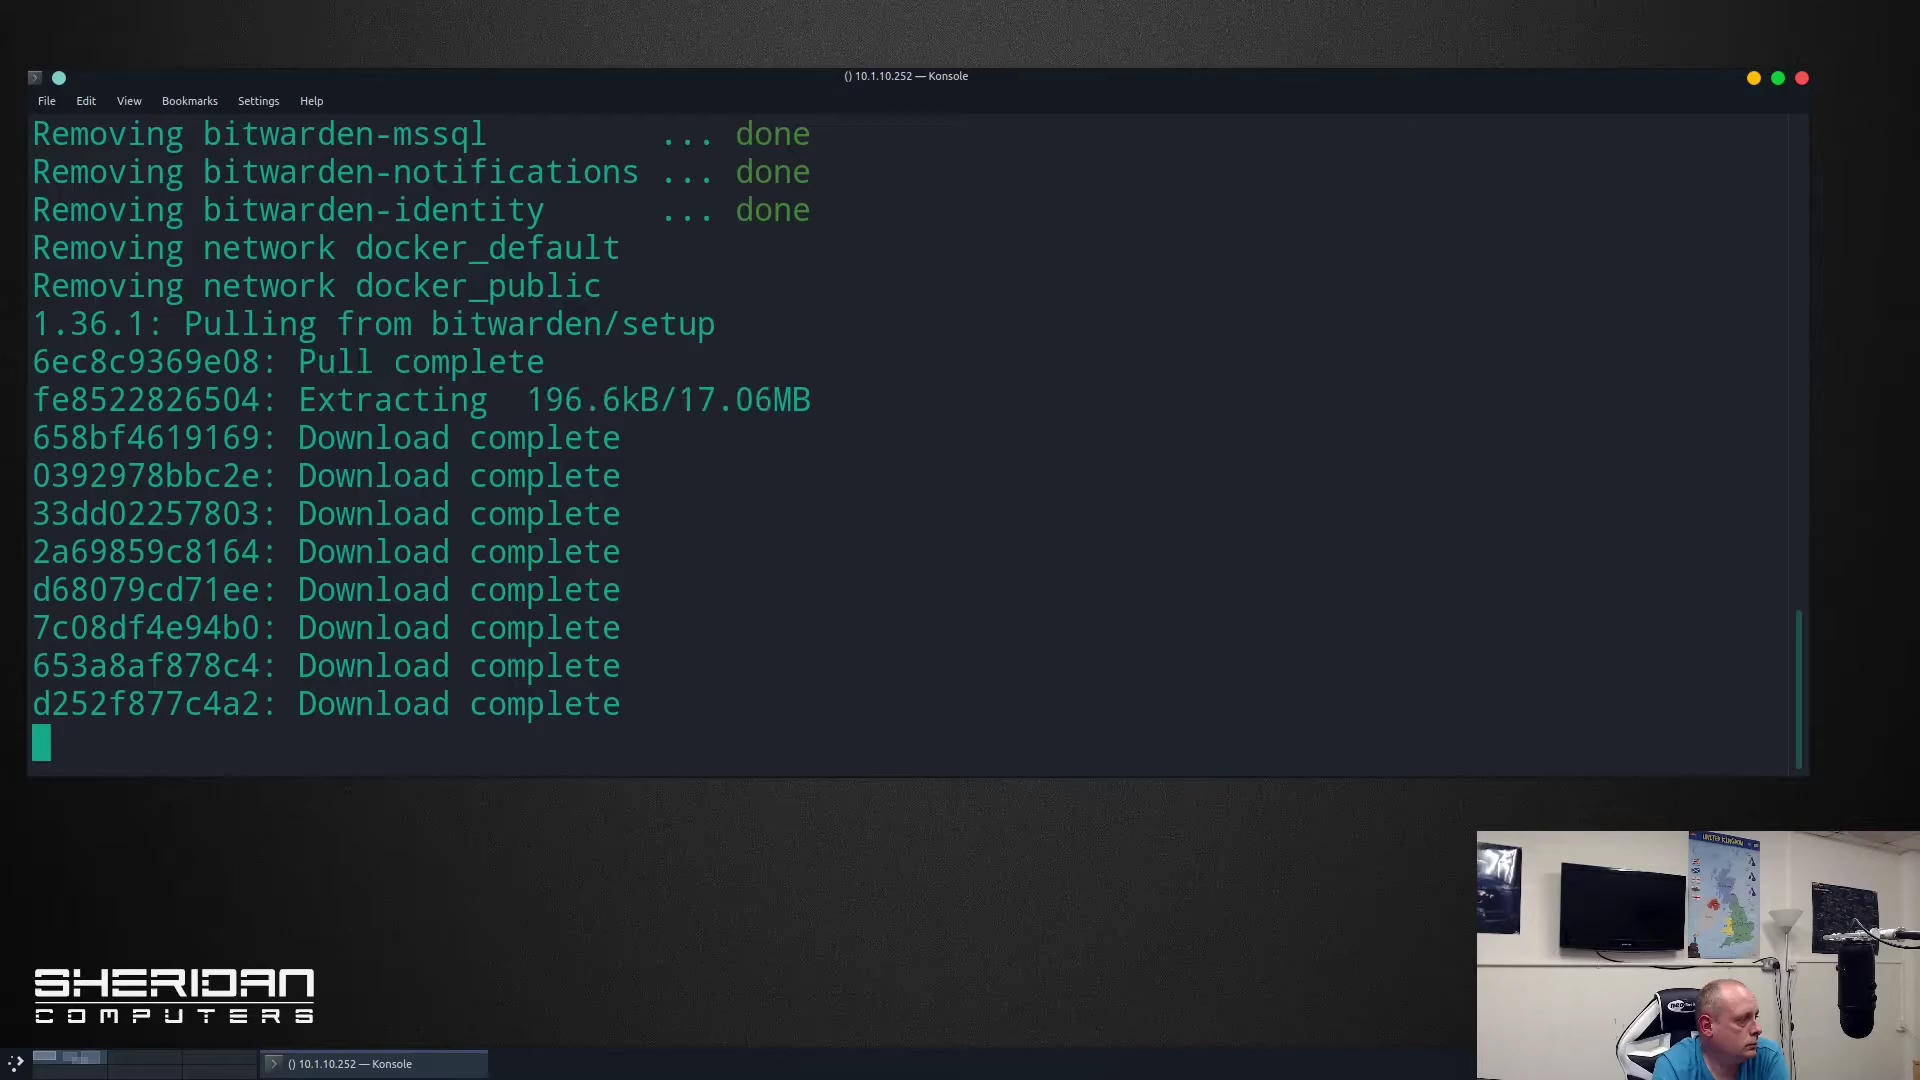 () 10.1.10.252 — Konsole
File Edit View Bookmarks Settings Help
Removing bitwarden-mssql ... done
Removing bitwarden-notifications ... done
Removing bitwarden-identity ... done
Removing network docker_default
Removing network docker_public
1.36.1: Pulling from bitwarden/setup
6ec8c9369e08: Pull complete
fe8522826504: Extracting 196.6kB/17.06MB
658bf4619169: Download complete
0392978bbc2e: Download complete
33dd02257803: Download complete
2a69859c8164: Download complete
d68079cd71ee: Download complete
7c08df4e94b0: Download complete
653a8af878c4: Download complete
d252f877c4a2: Download complete
UNITED KINGDOM
SHERIDAN
COMPUTERS
() 10.1.10.252 — Konsole